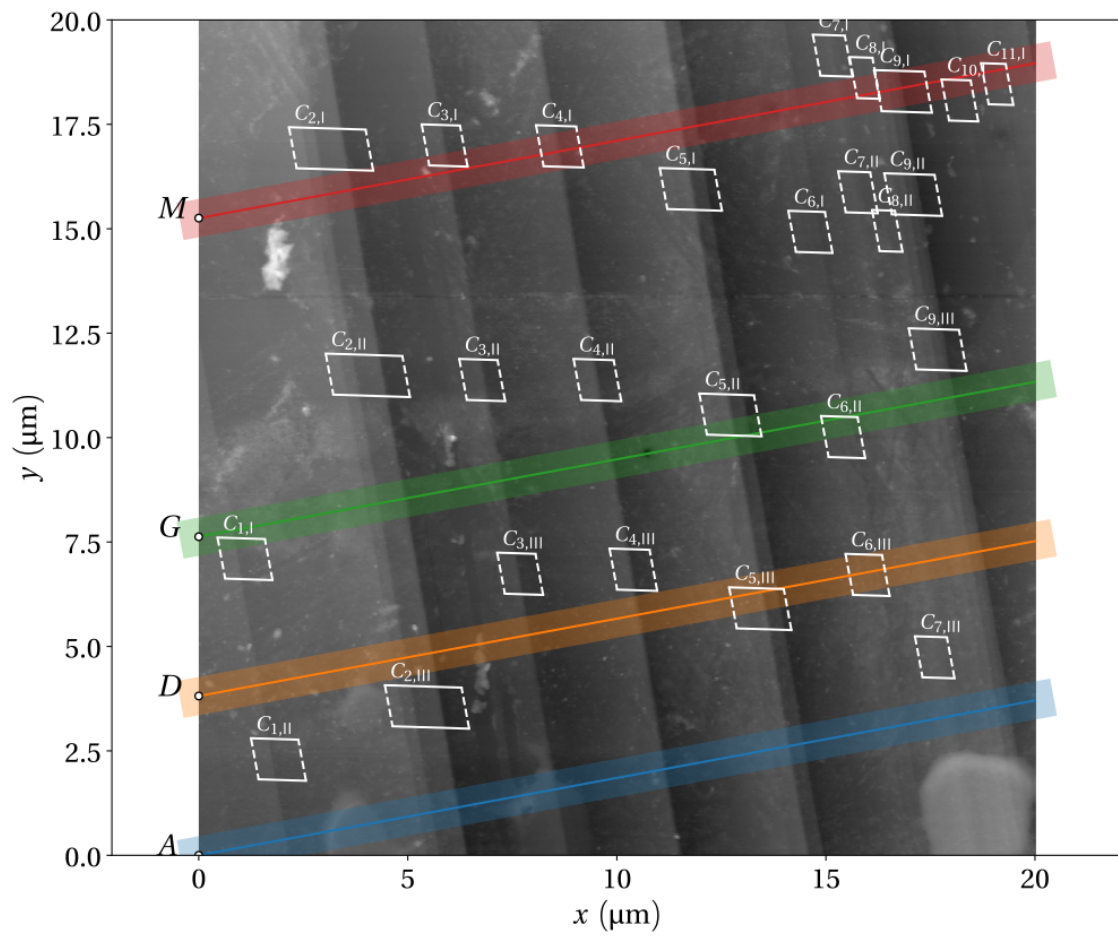 20.0
C7,I
C8,I
C9,I
C10,
C11,I
17.5
C2,I
C3,I
C4,I
C5,I
C7,II
C9,II
M
C6,I
C8,II
15.0
12.5
C2,II
C3,II
C4,II
C9,III
C5,II
C6,II
y (μm)
10.0
G
C1,I
7.5
C3,III
C4,III
C6,III
C5,III
5.0
C7,III
D
C2,III
C1,II
2.5
A
0.0
0 5 10 15 20
x (μm)